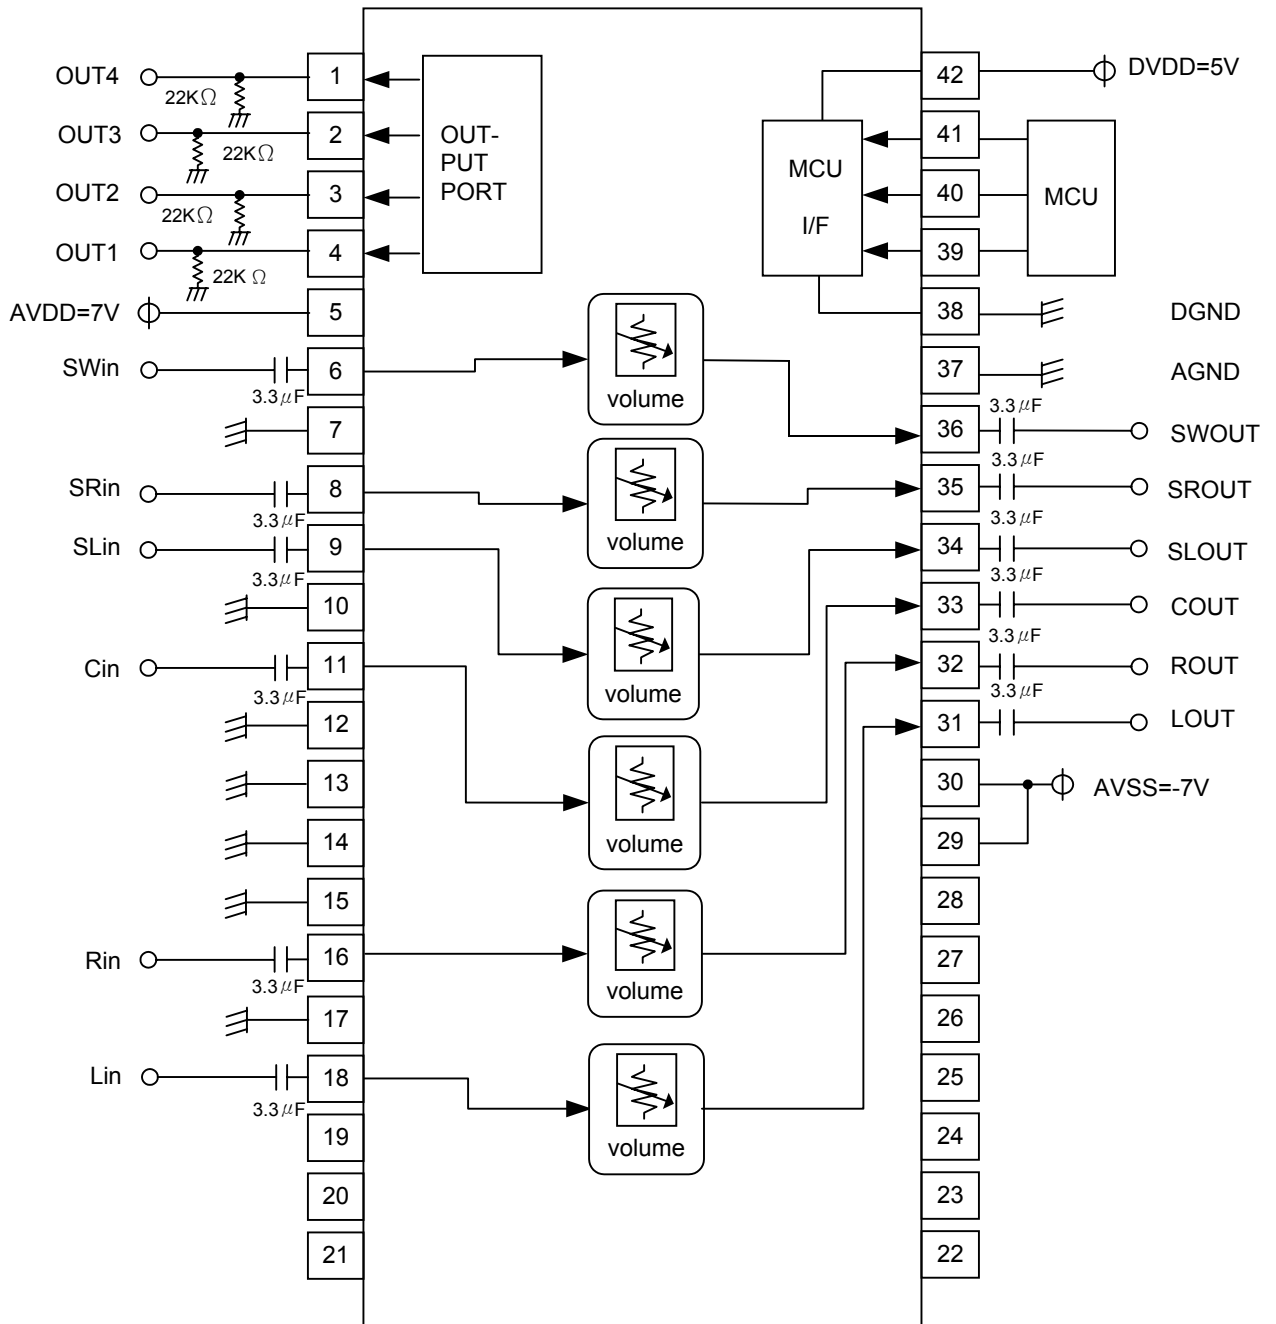 OUT4
22KΩ
1
OUT3
22KΩ
2
OUT2
22KΩ
3
OUT1
22K Ω
4
OUT-
PUT
PORT
AVDD=7V
5
SWin
3.3μF
6
7
SRin
3.3μF
8
SLin
3.3μF
9
10
Cin
3.3μF
11
12
13
14
15
Rin
3.3μF
16
17
Lin
3.3μF
18
19
20
21
volume
volume
volume
volume
volume
volume
42
DVDD=5V
41
40
39
MCU
I/F
MCU
38
DGND
37
AGND
3.3μF
36
SWOUT
3.3μF
35
SROUT
3.3μF
34
SLOUT
3.3μF
33
COUT
3.3μF
32
ROUT
3.3μF
31
LOUT
30
AVSS=-7V
29
28
27
26
25
24
23
22